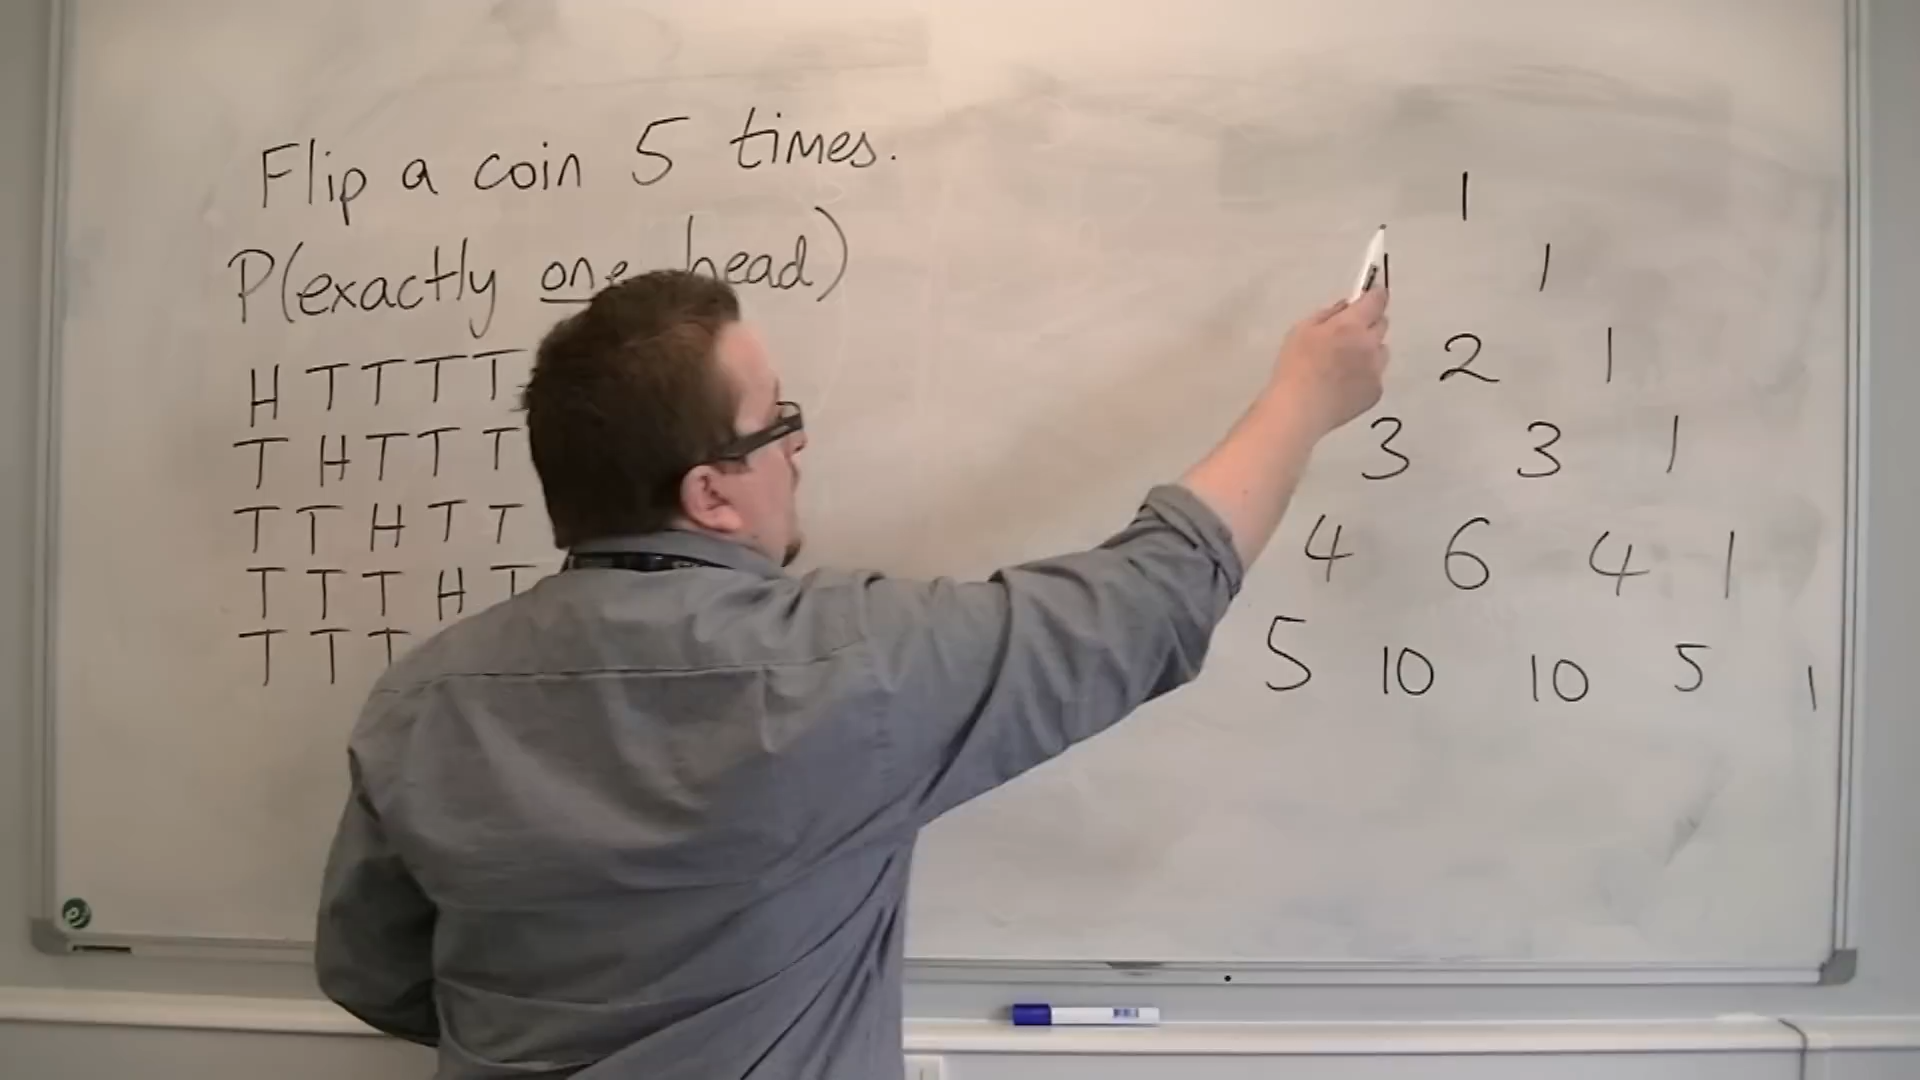 Flip a coin 5 times.
P(exactly one head)
H T T T T
T H T T T
T T H T T
T T T H T
T T T
1
1 1
2 1
3 3 1
4 6 4 1
5 10 10 5 1